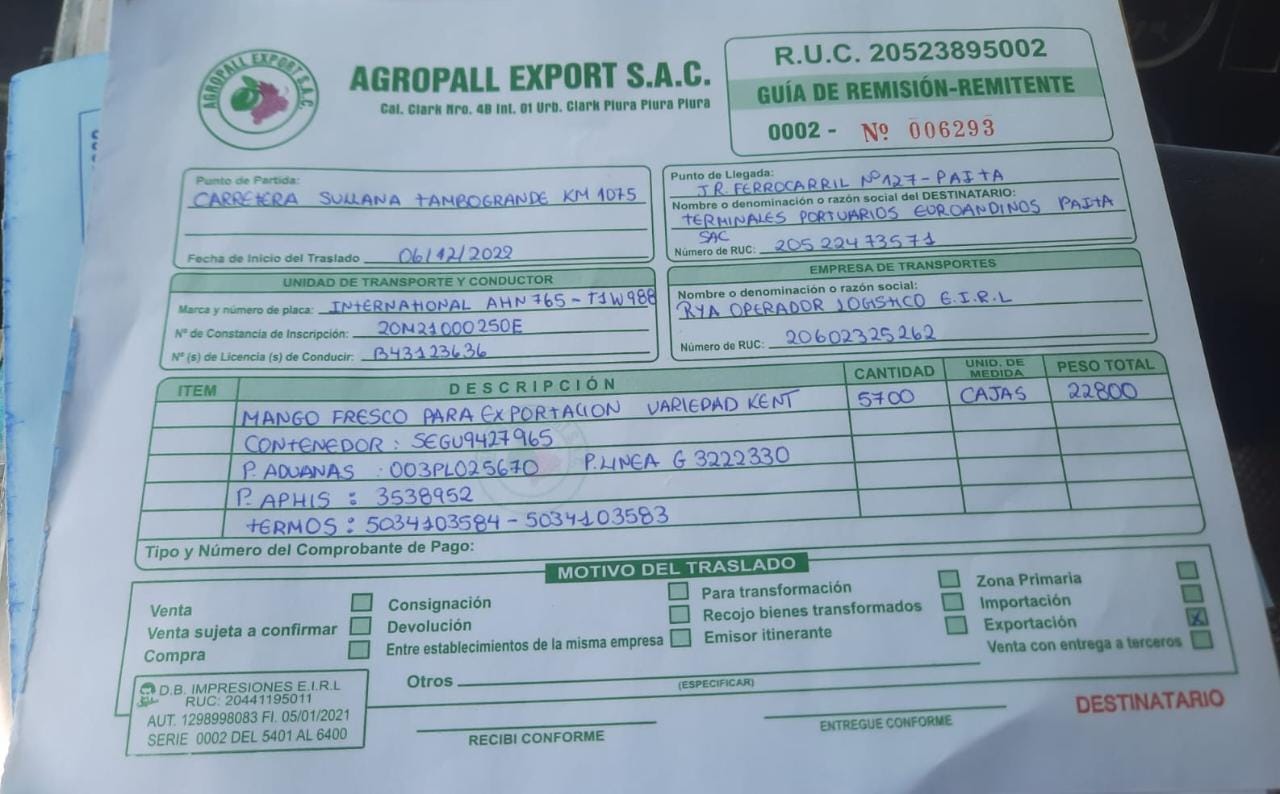 AGROPALL EXPORT S.A.C.
AGROPALL EXPORT S.A.C.
Cal. Clark Nro. 4B Int. 01 Urb. Clark Piura Piura Piura
R.U.C. 20523895002
GUÍA DE REMISIÓN-REMITENTE
0002 - Nº 006293
Punto de Partida:
CARRETERA SULLANA TAMBOGRANDE KM 1075
Fecha de Inicio del Traslado 06/12/2022
Punto de Llegada:
JR. FERROCARRIL Nº 127 - PAITA
Nombre o denominación o razón social del DESTINATARIO:
TERMINALES PORTUARIOS EUROANDINOS PAITA
SAC
Número de RUC: 20522473571
UNIDAD DE TRANSPORTE Y CONDUCTOR
Marca y número de placa: INTERNATIONAL AHN765 - T1W988
Nº de Constancia de Inscripción: 20M21000250E
Nº (s) de Licencia (s) de Conducir: B43123636
EMPRESA DE TRANSPORTES
Nombre o denominación o razón social:
RYA OPERADOR LOGISTICO E.I.R.L
Número de RUC: 20602325262
ITEM DESCRIPCIÓN CANTIDAD UNID. DE MEDIDA PESO TOTAL
MANGO FRESCO PARA EXPORTACION VARIEDAD KENT 5700 CAJAS 22800
CONTENEDOR : SEGU9427965
P. ADUANAS : 003PL025670 P. LINEA G 3222330
P. APHIS : 3538952
TERMOS : 5034103584 - 5034103583
Tipo y Número del Comprobante de Pago:
MOTIVO DEL TRASLADO
Venta Consignación Para transformación Zona Primaria
Venta sujeta a confirmar Devolución Recojo bienes transformados Importación
Compra Entre establecimientos de la misma empresa Emisor itinerante Exportación X
Venta con entrega a terceros
Otros
(ESPECIFICAR)
D.B. IMPRESIONES E.I.R.L
RUC: 20441195011
AUT. 1298998083 FI. 05/01/2021
SERIE 0002 DEL 5401 AL 6400
RECIBI CONFORME
ENTREGUE CONFORME
DESTINATARIO